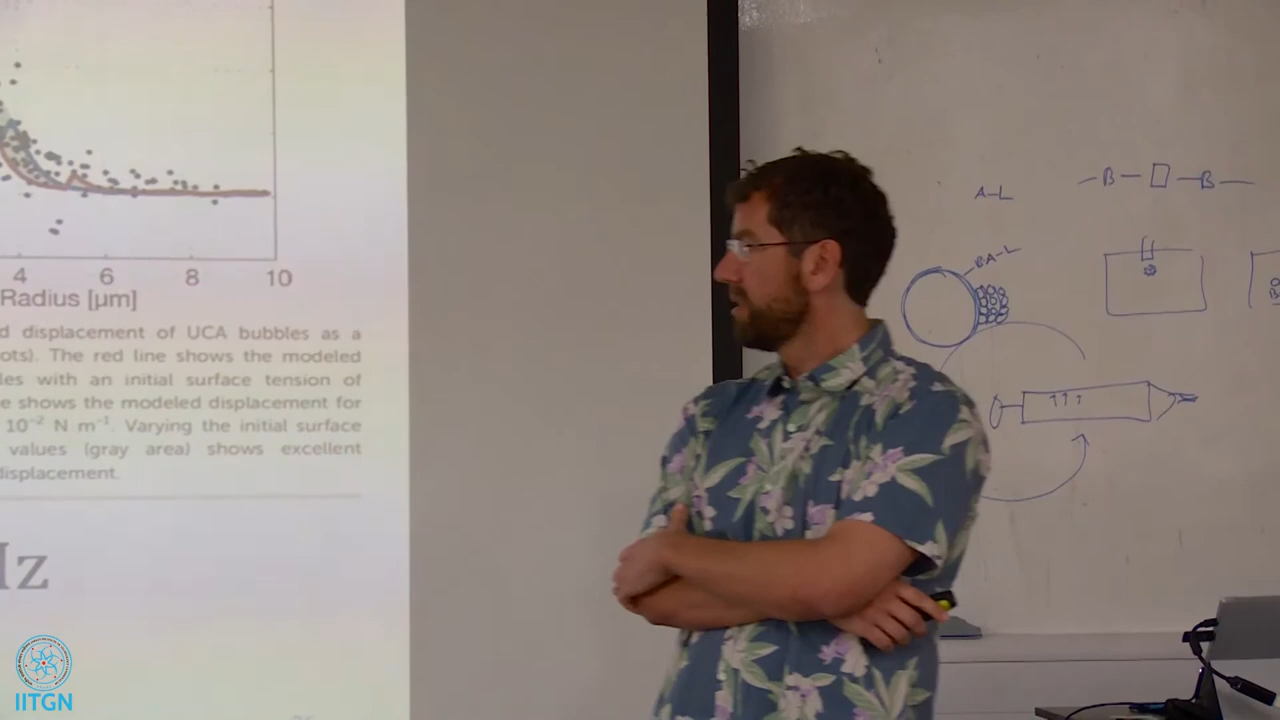 4 6 8 10
Radius [µm]
d displacement of UCA bubbles as a
ots). The red line shows the modeled
les with an initial surface tension of
e shows the modeled displacement for
10⁻² N m⁻¹. Varying the initial surface
values (gray area) shows excellent
displacement.
Hz
A-L
-B-
-B-
BA-L
IITGN